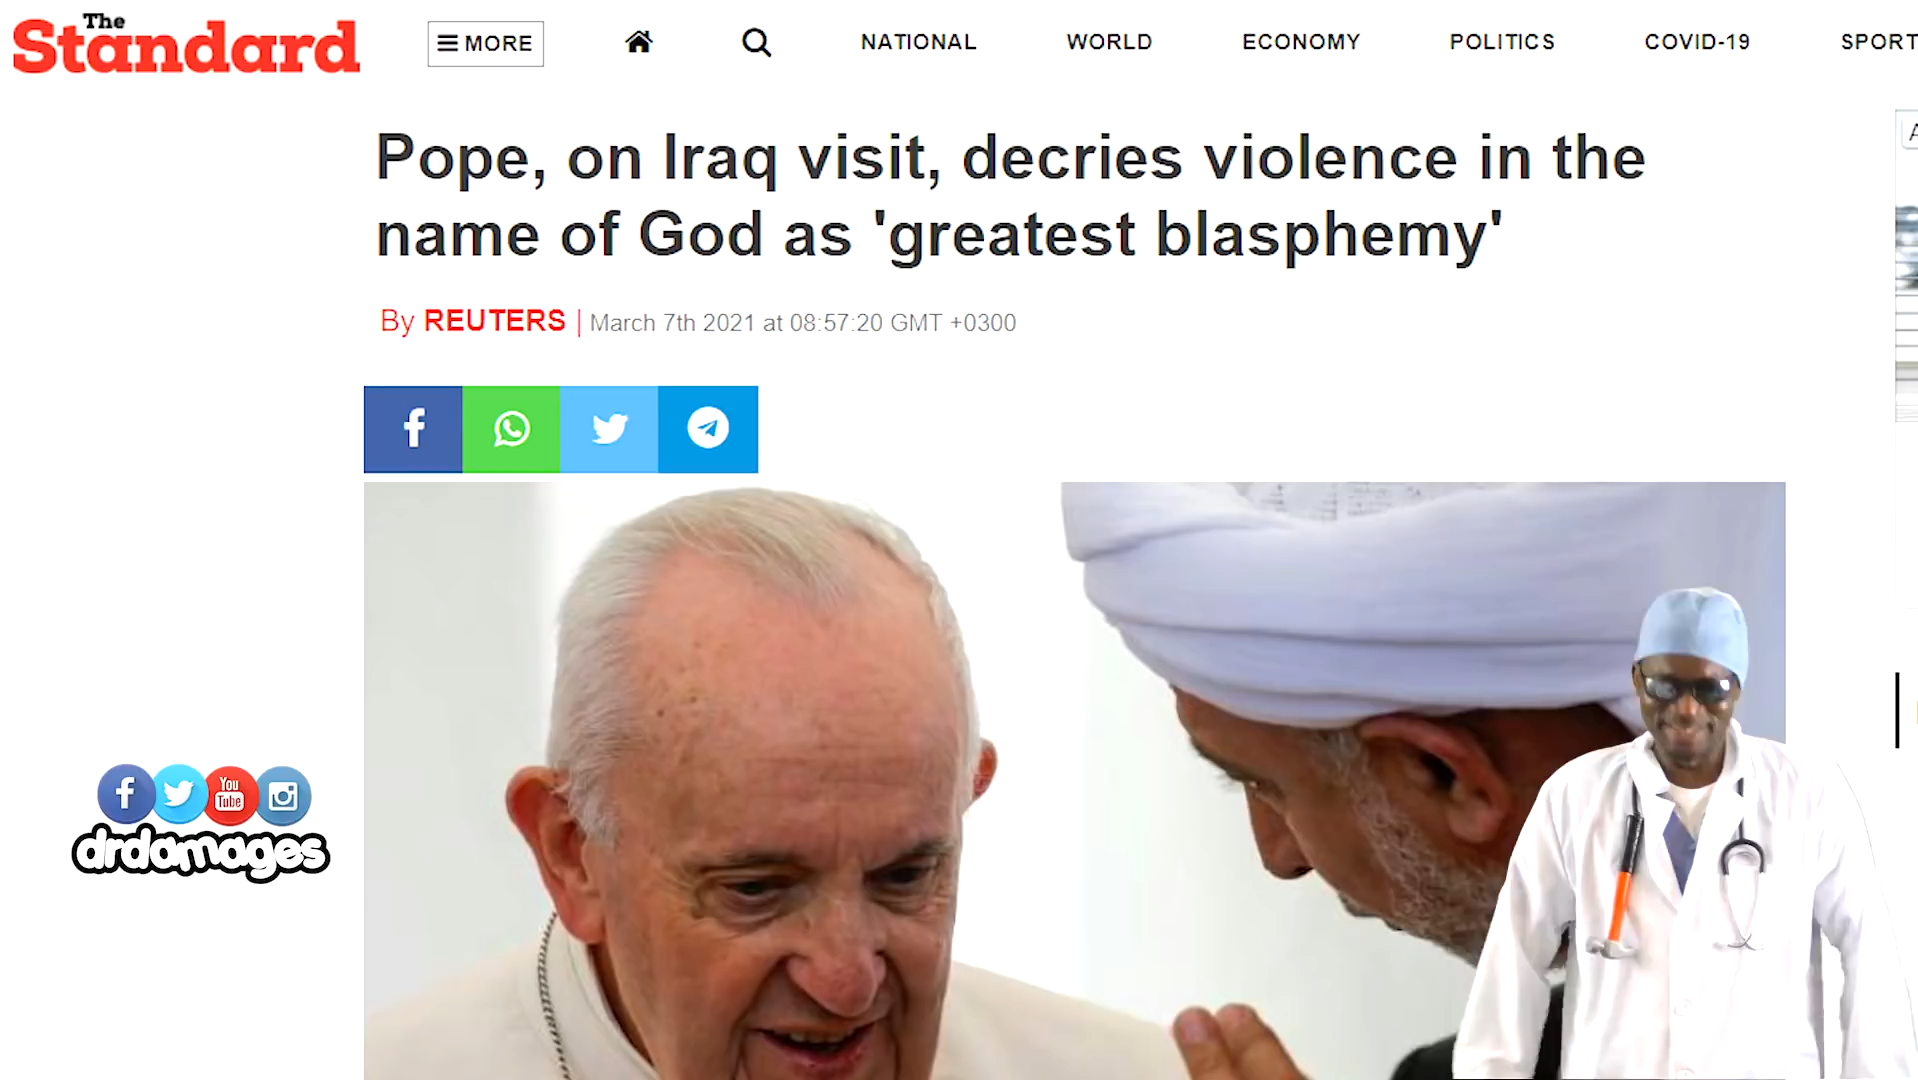 The
Standard
MORE
NATIONAL
WORLD
ECONOMY
POLITICS
COVID-19
SPORT
Pope, on Iraq visit, decries violence in the
name of God as 'greatest blasphemy'
By REUTERS | March 7th 2021 at 08:57:20 GMT +0300
You
Tube
drdamages